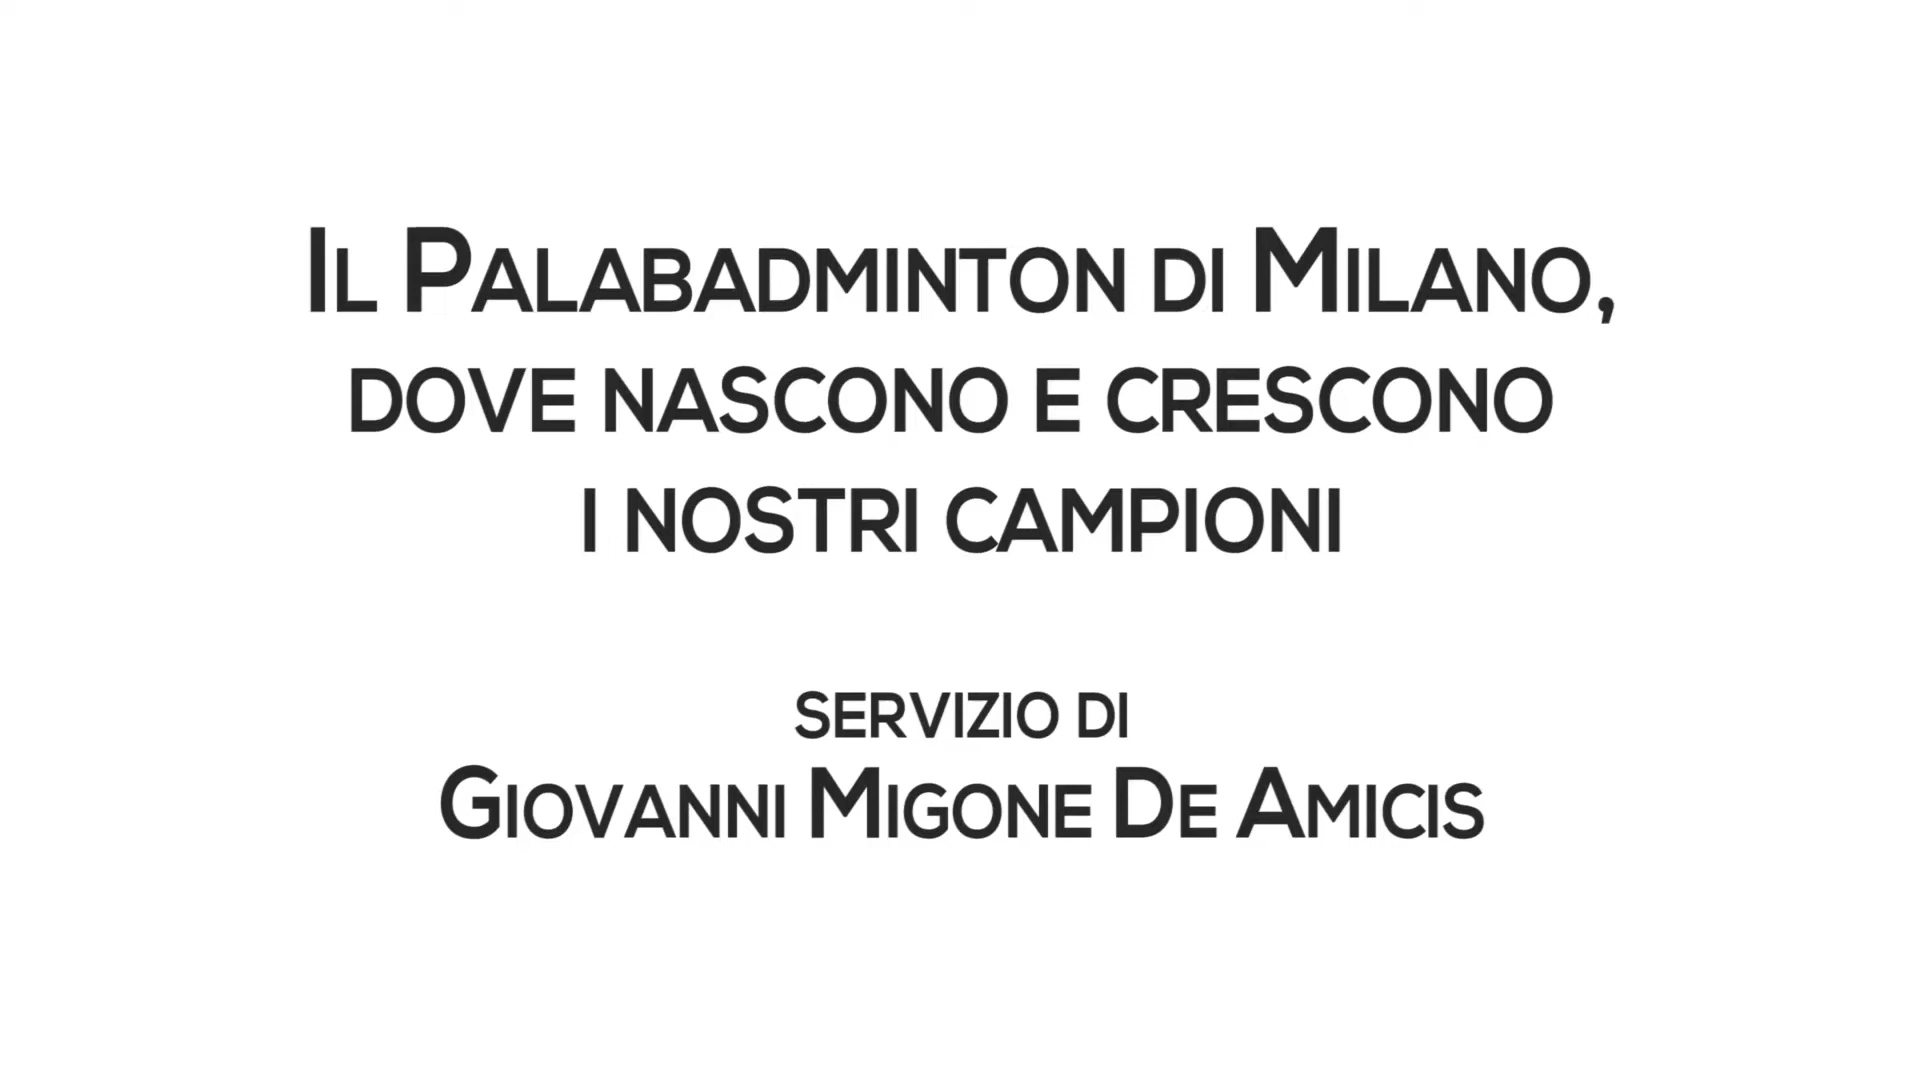 Il Palabadminton di Milano,
dove nascono e crescono
i nostri campioni
servizio di
Giovanni Migone De Amicis